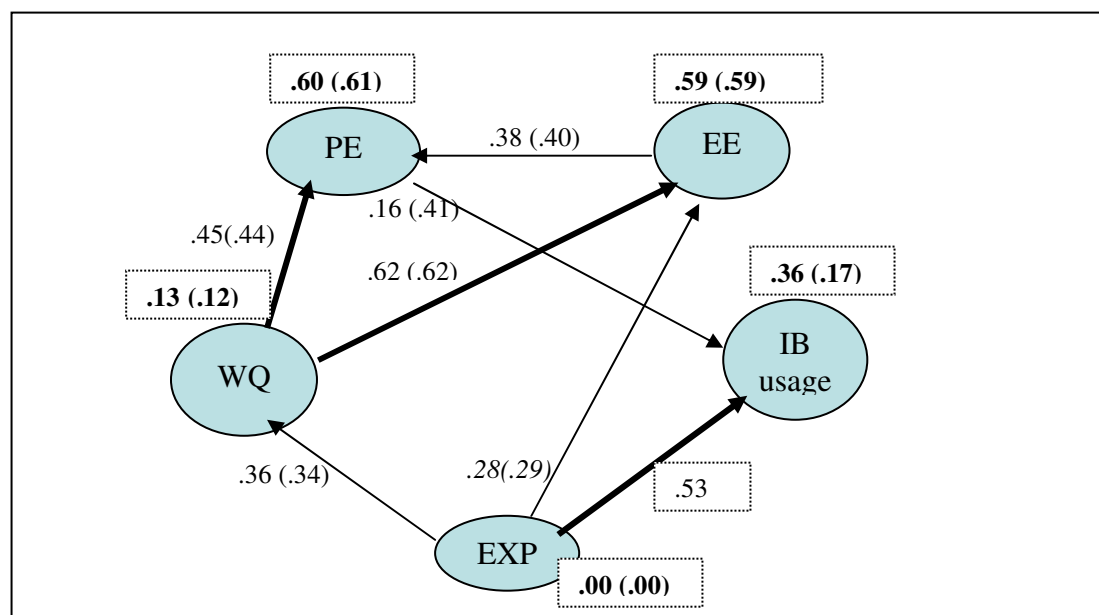 .60 (.61)
.59 (.59)
PE
EE
.38 (.40)
.16 (.41)
.45(.44)
.62 (.62)
.13 (.12)
.36 (.17)
WQ
IB
usage
.36 (.34)
.28(.29)
.53
EXP
.00 (.00)